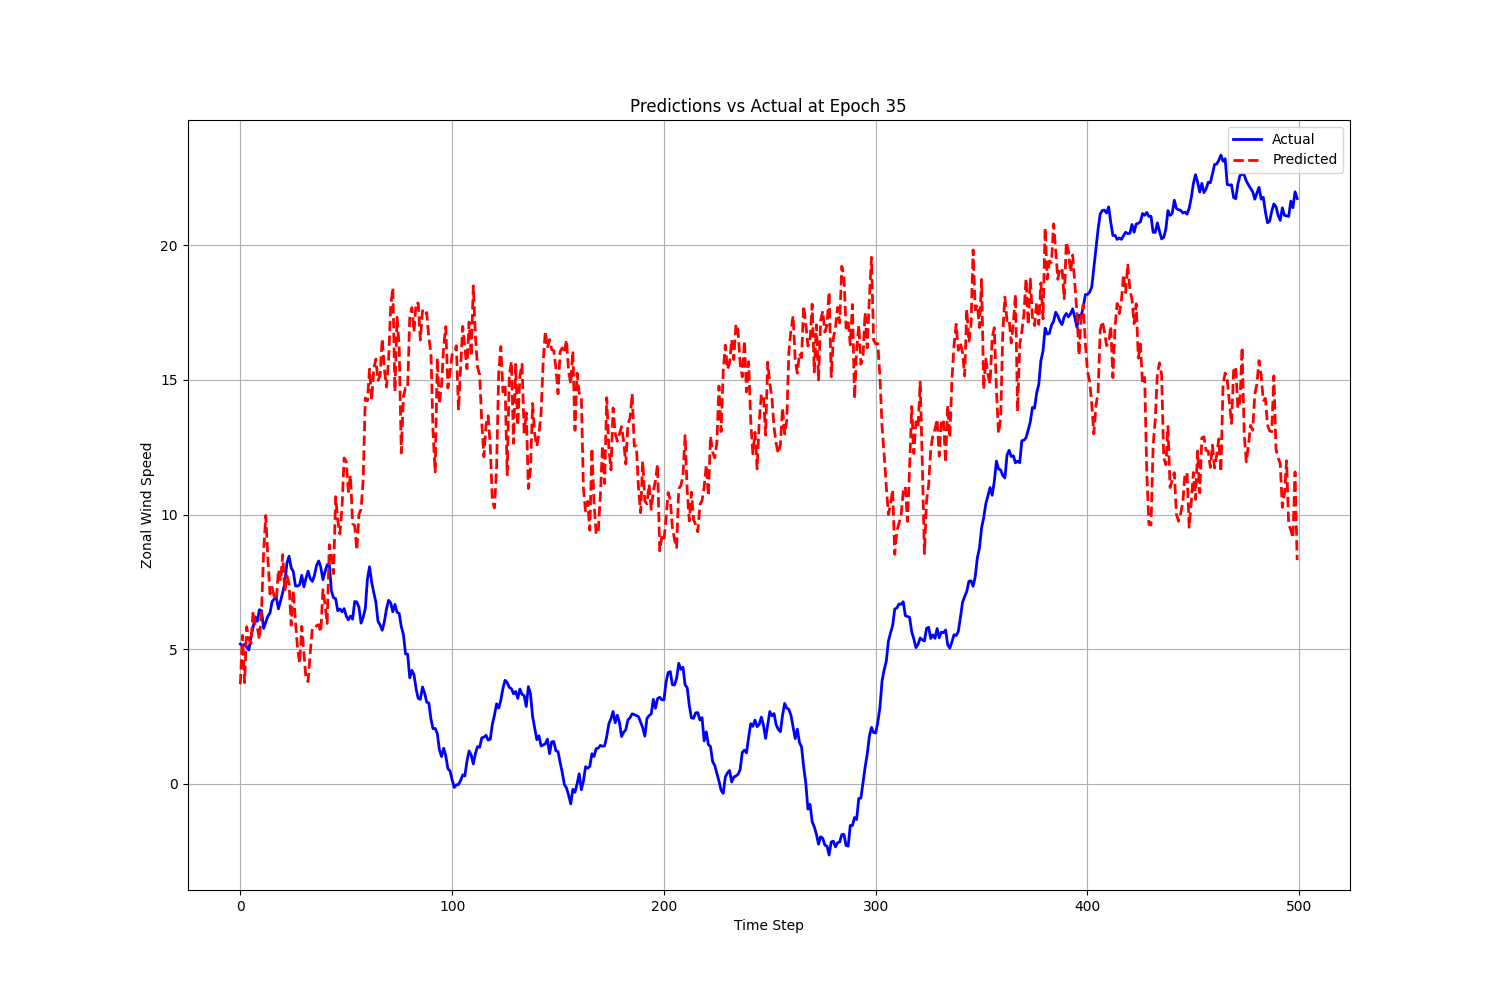 Predictions vs Actual at Epoch 35
Actual
Predicted
Zonal Wind Speed
20
15
10
5
0
0 100 200 300 400 500
Time Step